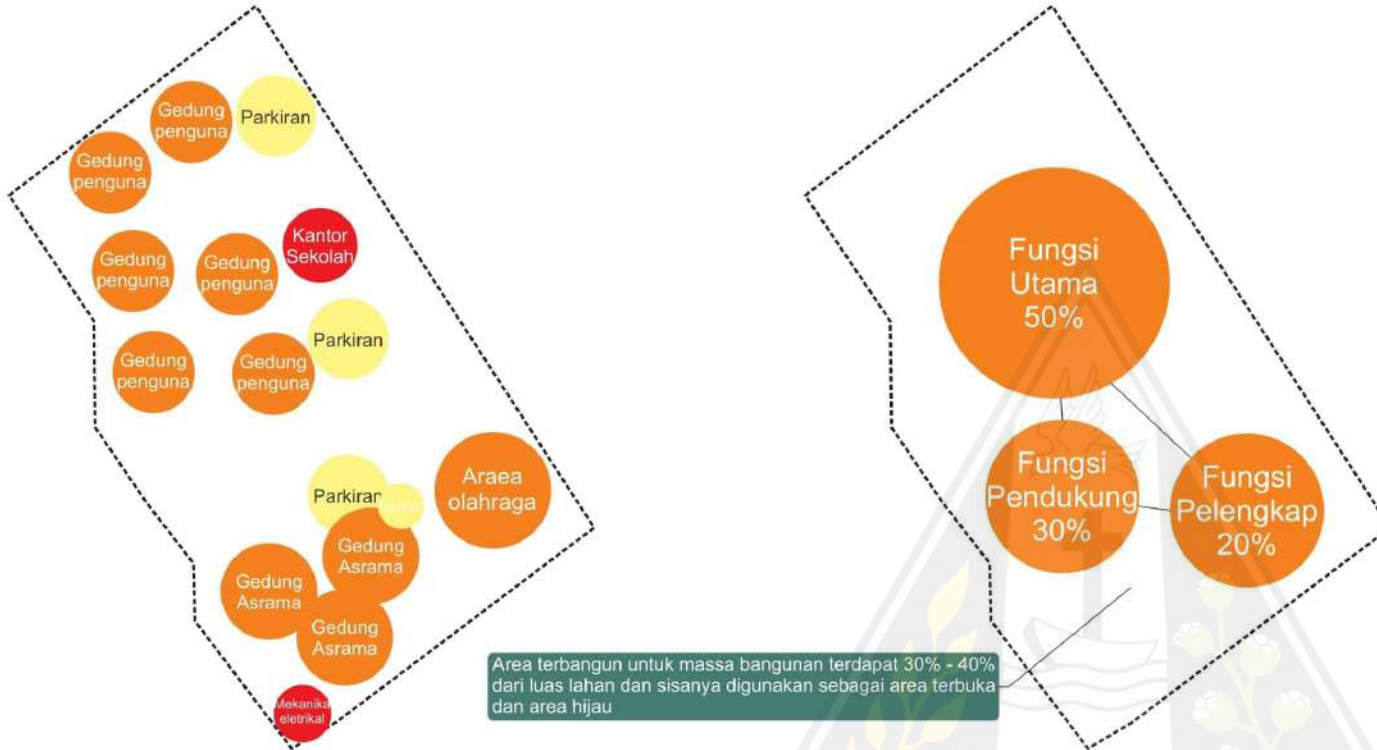 Gedung
penguna
Parkiran
Gedung
penguna
Kantor
Sekolah
Gedung
penguna
Gedung
penguna
Parkiran
Gedung
penguna
Gedung
penguna
Araea
olahraga
Parkiran
Gedung
Asrama
Gedung
Asrama
Gedung
Asrama
Mekanika
eletrikal
Fungsi
Utama
50%
Fungsi
Pendukung
30%
Fungsi
Pelengkap
20%
Area terbangun untuk massa bangunan terdapat 30% - 40%
dari luas lahan dan sisanya digunakan sebagai area terbuka
dan area hijau